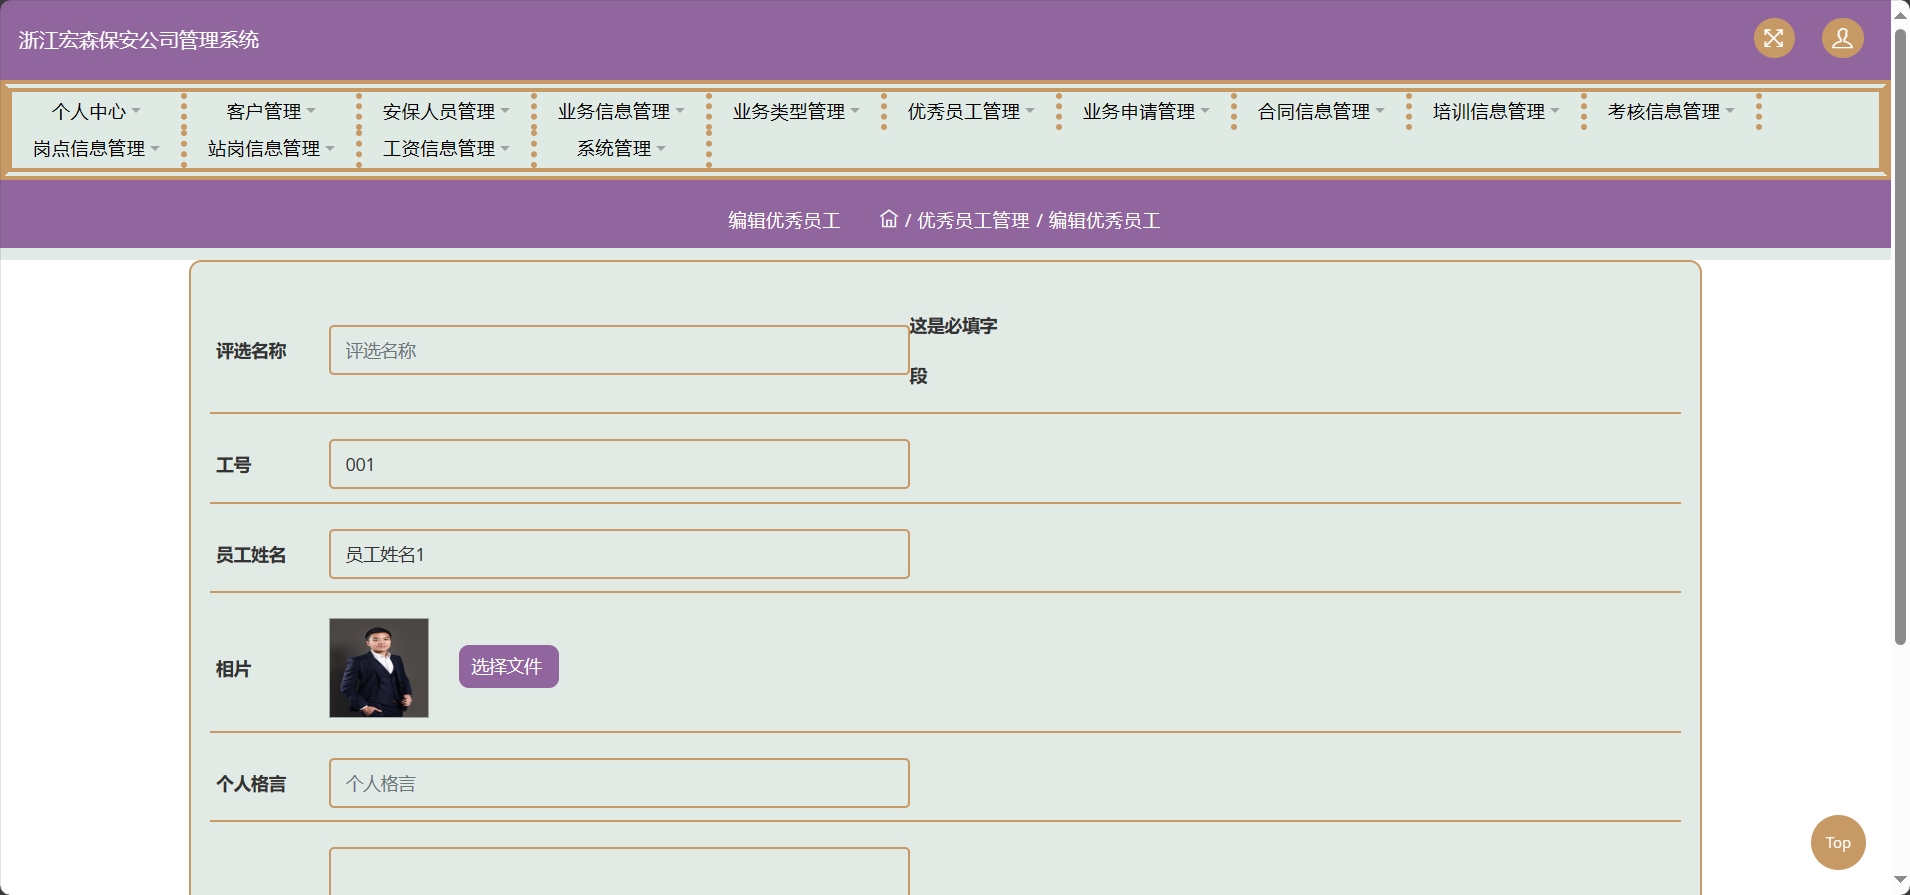 浙江宏森保安公司管理系统
个人中心 客户管理 安保人员管理 业务信息管理 业务类型管理 优秀员工管理 业务申请管理 合同信息管理 培训信息管理 考核信息管理
岗点信息管理 站岗信息管理 工资信息管理 系统管理
编辑优秀员工 / 优秀员工管理 / 编辑优秀员工
这是必填字
评选名称 评选名称
段
工号 001
员工姓名 员工姓名1
相片 选择文件
个人格言 个人格言
Top